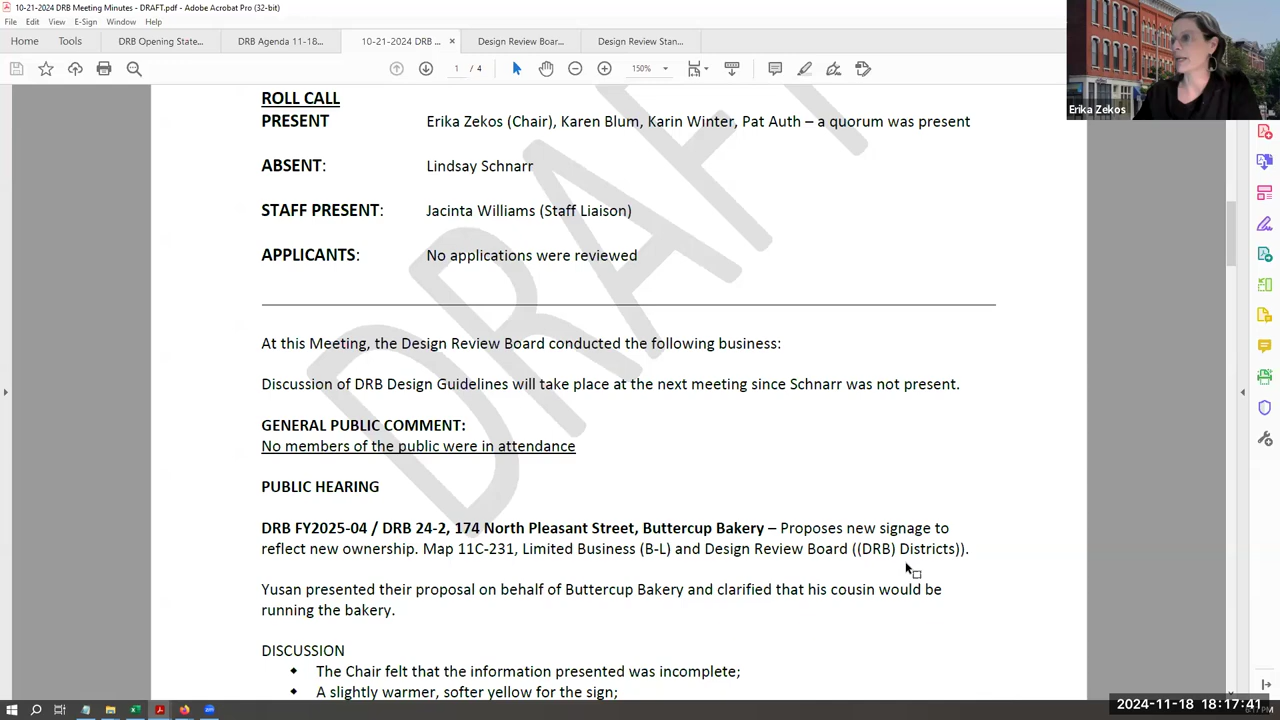 10-21-2024 DRB Meeting Minutes - DRAFT.pdf - Adobe Acrobat Pro (32-bit)
File Edit View E-Sign Window Help
Home Tools DRB Opening State... DRB Agenda 11-18... 10-21-2024 DRB ... × Design Review Boar... Design Review Stan...
1 / 4 150%
Erika Zekos
ROLL CALL
PRESENT Erika Zekos (Chair), Karen Blum, Karin Winter, Pat Auth – a quorum was present
ABSENT: Lindsay Schnarr
STAFF PRESENT: Jacinta Williams (Staff Liaison)
APPLICANTS: No applications were reviewed
At this Meeting, the Design Review Board conducted the following business:
Discussion of DRB Design Guidelines will take place at the next meeting since Schnarr was not present.
GENERAL PUBLIC COMMENT:
No members of the public were in attendance
PUBLIC HEARING
DRB FY2025-04 / DRB 24-2, 174 North Pleasant Street, Buttercup Bakery – Proposes new signage to
reflect new ownership. Map 11C-231, Limited Business (B-L) and Design Review Board ((DRB) Districts)).
Yusan presented their proposal on behalf of Buttercup Bakery and clarified that his cousin would be
running the bakery.
DISCUSSION
The Chair felt that the information presented was incomplete;
A slightly warmer, softer yellow for the sign;
DRAFT
2024-11-18 18:17:41